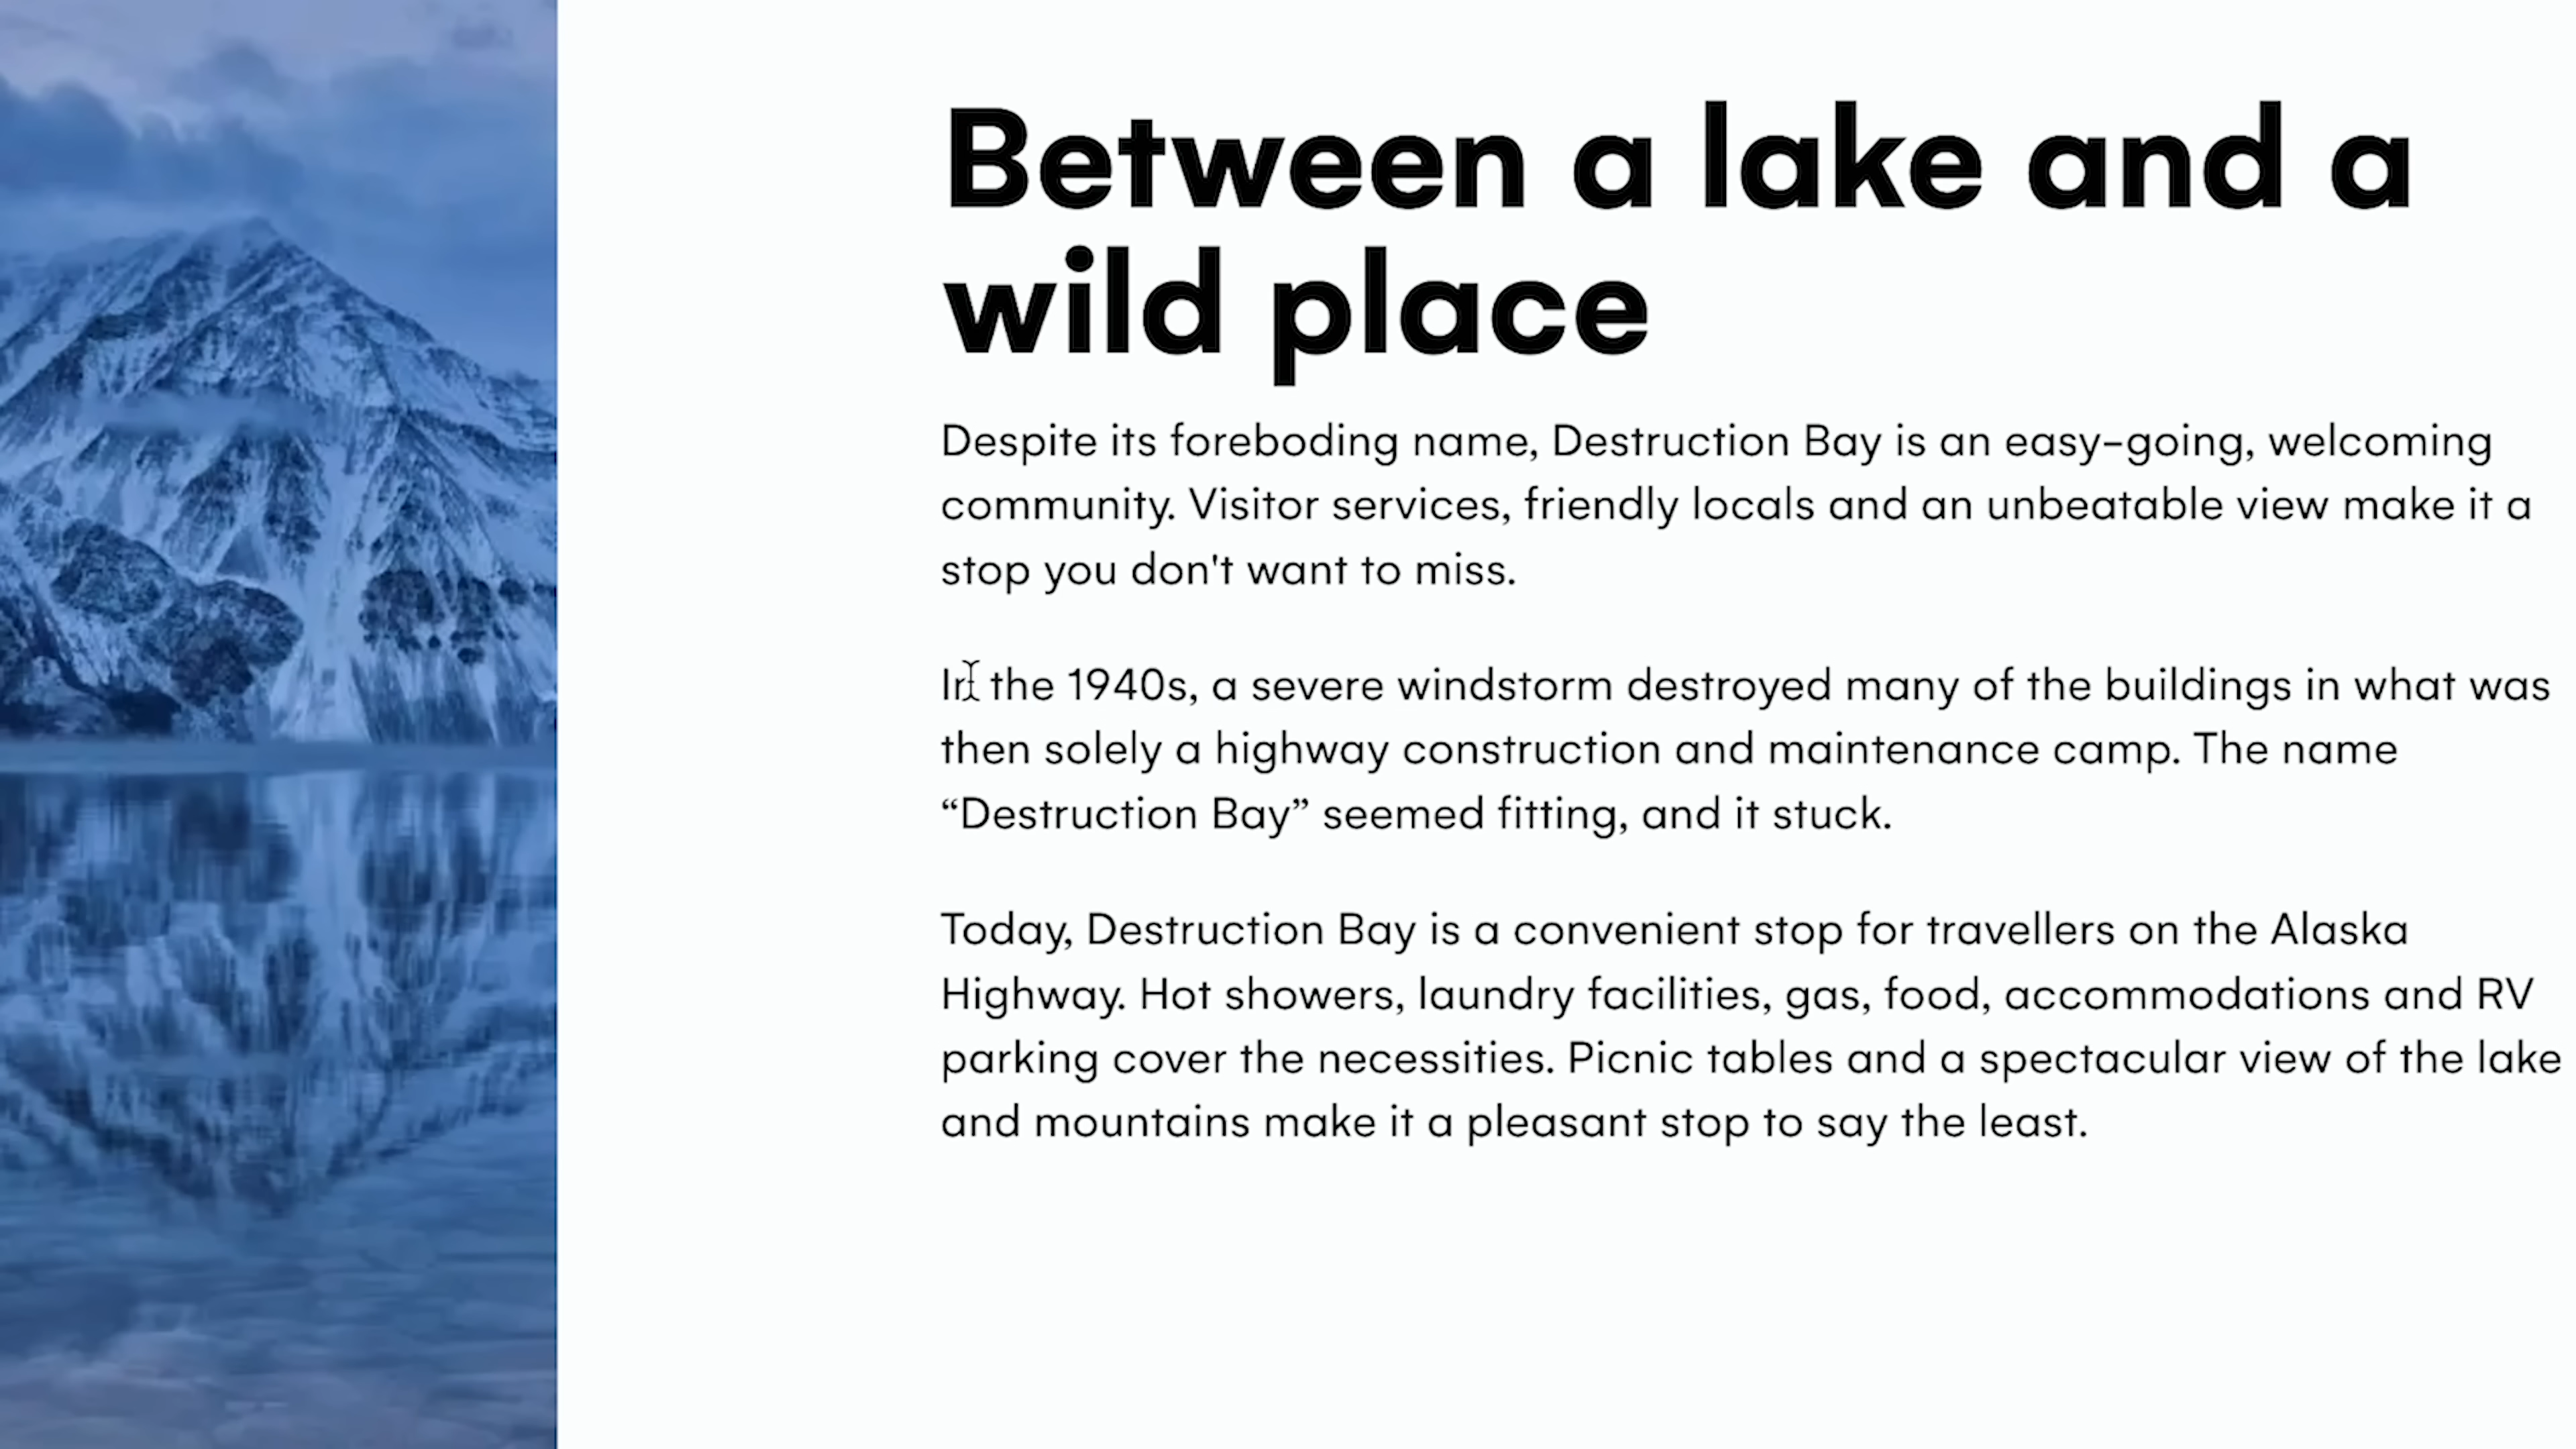 Between a lake and a
wild place
Despite its foreboding name, Destruction Bay is an easy-going, welcoming
community. Visitor services, friendly locals and an unbeatable view make it a
stop you don't want to miss.
In the 1940s, a severe windstorm destroyed many of the buildings in what was
then solely a highway construction and maintenance camp. The name
“Destruction Bay” seemed fitting, and it stuck.
Today, Destruction Bay is a convenient stop for travellers on the Alaska
Highway. Hot showers, laundry facilities, gas, food, accommodations and RV
parking cover the necessities. Picnic tables and a spectacular view of the lake
and mountains make it a pleasant stop to say the least.